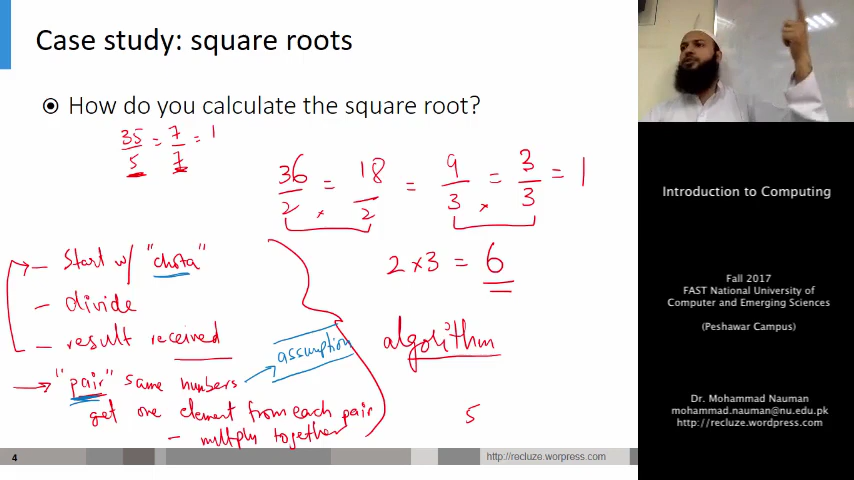 Case study: square roots
How do you calculate the square root?
35/5 = 7/7 = 1
36/2 × = 18/2 = 9/3 × = 3/3 = 1
2 × 3 = 6
– Start w/ "chota"
– divide
– result received
"pair" same numbers
assumption
get one element from each pair
– multiply together
algorithm
5
4
http://recluze.worpress.com
Introduction to Computing
Fall 2017
FAST National University of
Computer and Emerging Sciences
(Peshawar Campus)
Dr. Mohammad Nauman
mohammad.nauman@nu.edu.pk
http://recluze.wordpress.com